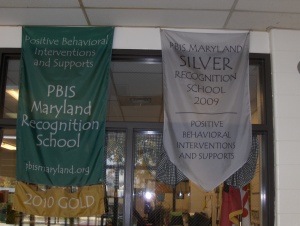 Positive Behavioral
Interventions
and Supports
PBIS
Maryland
Recognition
School
pbismaryland.org
2010 GOLD
PBIS MARYLAND
SILVER
RECOGNITION
SCHOOL
2009
POSITIVE
BEHAVIORAL
INTERVENTIONS
AND SUPPORTS